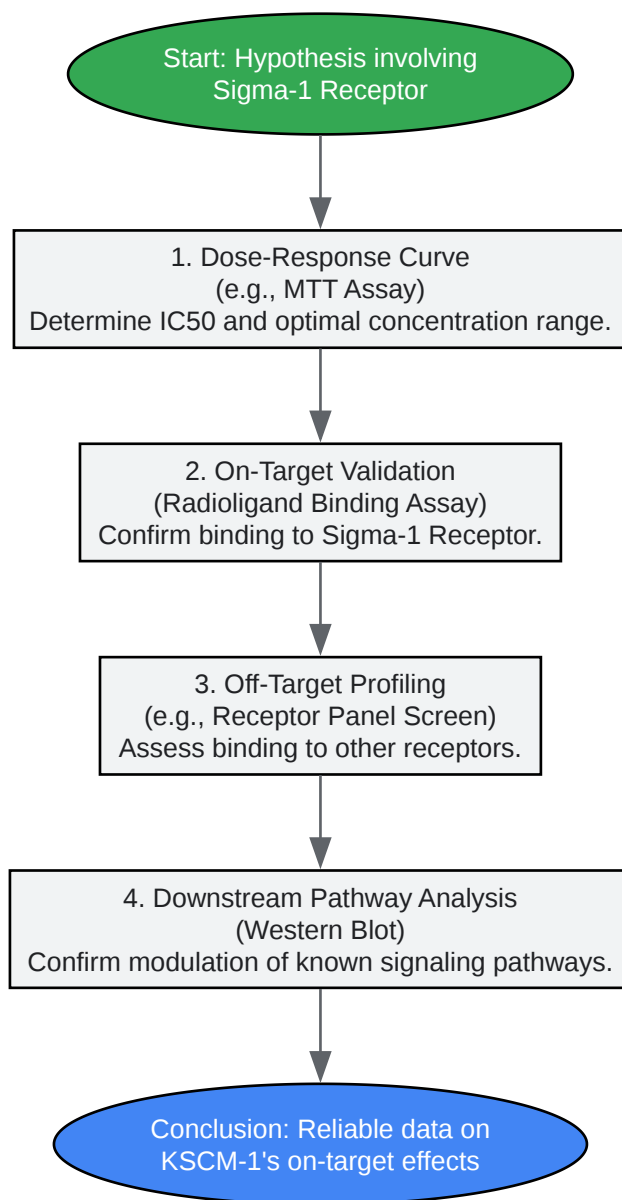 Start: Hypothesis involving
Sigma-1 Receptor
1. Dose-Response Curve
(e.g., MTT Assay)
Determine IC50 and optimal concentration range.
2. On-Target Validation
(Radioligand Binding Assay)
Confirm binding to Sigma-1 Receptor.
3. Off-Target Profiling
(e.g., Receptor Panel Screen)
Assess binding to other receptors.
4. Downstream Pathway Analysis
(Western Blot)
Confirm modulation of known signaling pathways.
Conclusion: Reliable data on
KSCM-1's on-target effects